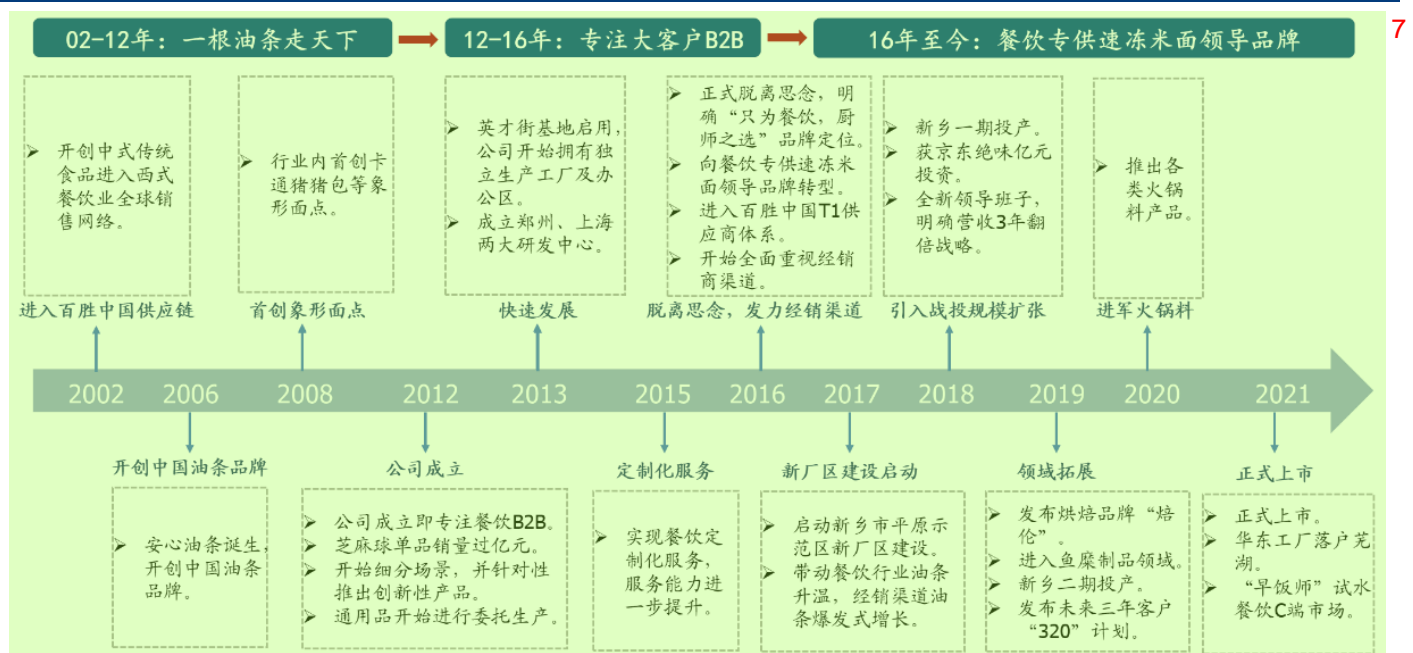 7
02-12年：一根油条走天下
12-16年：专注大客户B2B
16年至今：餐饮专供速冻米面领导品牌
➢ 开创中式传统
食品进入西式
餐饮业全球销
售网络。
进入百胜中国供应链
➢ 行业内首创卡
通猪猪包等象
形面点。
首创象形面点
➢ 英才街基地启用，
公司开始拥有独
立生产工厂及办
公区。
➢ 成立郑州、上海
两大研发中心。
快速发展
➢ 正式脱离思念，明
确“只为餐饮，厨
师之选”品牌定位。
➢ 向餐饮专供速冻米
面领导品牌转型。
➢ 进入百胜中国T1供
应商体系。
➢ 开始全面重视经销
商渠道。
脱离思念，发力经销渠道
➢ 新乡一期投产。
➢ 获京东绝味亿元
投资。
➢ 全新领导班子，
明确营收3年翻
倍战略。
引入战投规模扩张
➢ 推出各
类火锅
料产品。
进军火锅料
2002 2006 2008 2012 2013 2015 2016 2017 2018 2019 2020 2021
开创中国油条品牌
➢ 安心油条诞生，
开创中国油条
品牌。
公司成立
➢ 公司成立即专注餐饮B2B。
➢ 芝麻球单品销量过亿元。
➢ 开始细分场景，并针对性
推出创新性产品。
➢ 通用品开始进行委托生产。
定制化服务
➢ 实现餐饮定
制化服务，
服务能力进
一步提升。
新厂区建设启动
➢ 启动新乡市平原示
范区新厂区建设。
➢ 带动餐饮行业油条
升温，经销渠道油
条爆发式增长。
领域拓展
➢ 发布烘焙品牌“焙
伦”。
➢ 进入鱼糜制品领域。
➢ 新乡二期投产。
➢ 发布未来三年客户
“320”计划。
正式上市
➢ 正式上市。
➢ 华东工厂落户芜
湖。
➢ “早饭师”试水
餐饮C端市场。